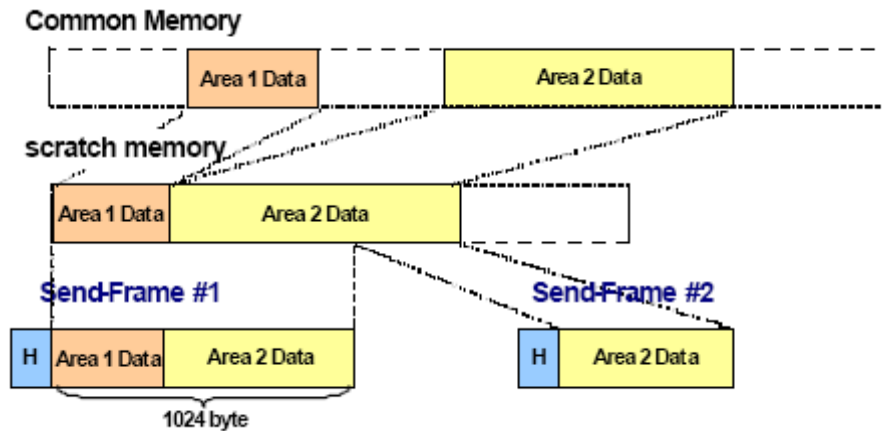 Common Memory
Area 1 Data
Area 2 Data
scratch memory
Area 1 Data
Area 2 Data
Send-Frame #1
Send-Frame #2
H
Area 1 Data
Area 2 Data
H
Area 2 Data
1024 byte